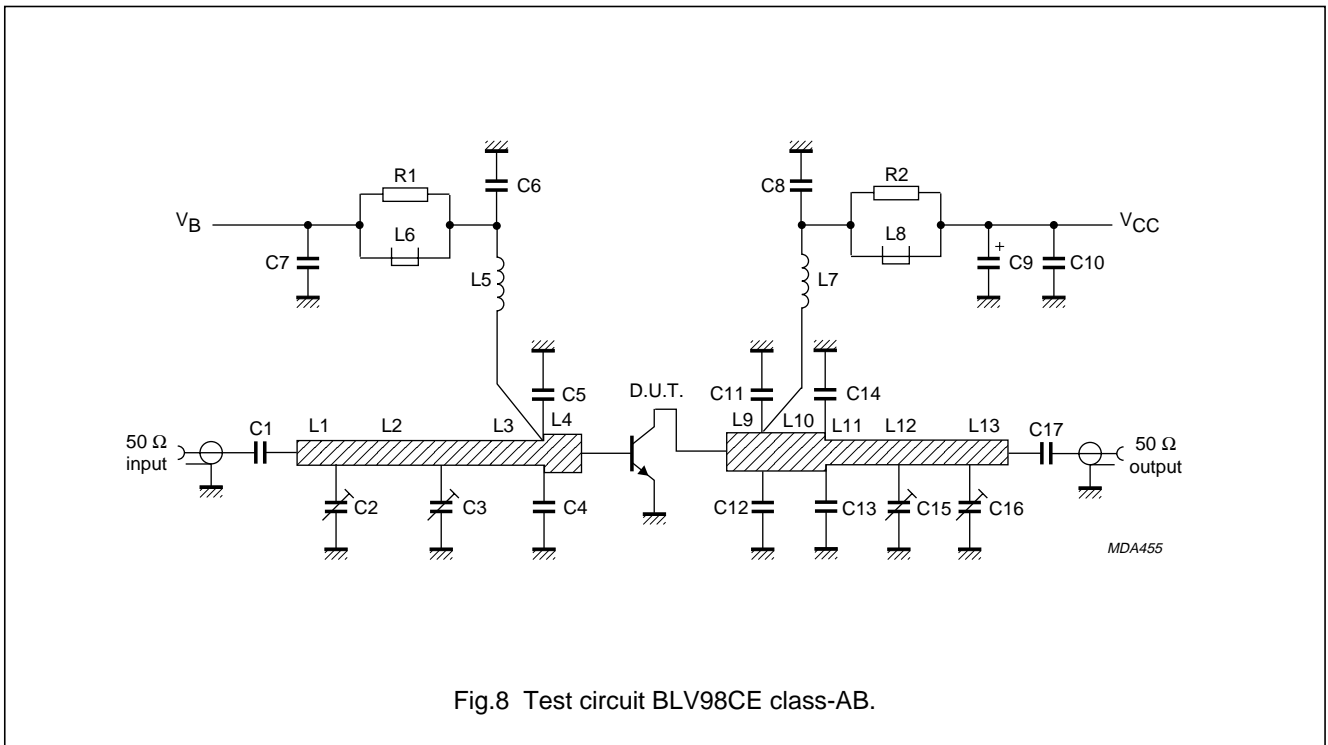 R1
C6
C8
R2
V_B
V_CC
L6
L8
C7
+
C9
C10
L5
L7
C5
D.U.T.
C11
C14
50 Ω
input
C1
L1
L2
L3
L4
L9
L10
L11
L12
L13
C17
50 Ω
output
C2
C3
C4
C12
C13
C15
C16
MDA455
Fig.8 Test circuit BLV98CE class-AB.